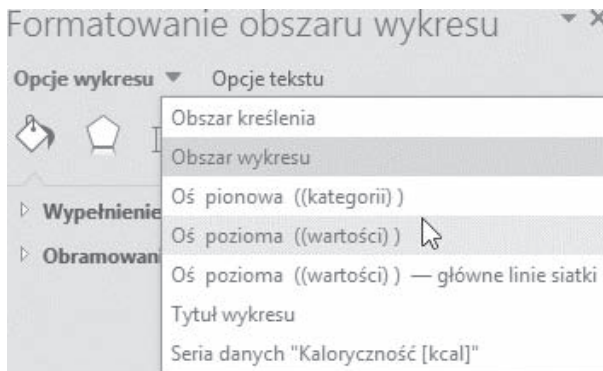 Formatowanie obszaru wykresu
Opcje wykresu Opcje tekstu
Obszar kreślenia
Obszar wykresu
Oś pionowa ((kategorii) )
Wypełnienie
Oś pozioma ((wartości) )
Obramowani
Oś pozioma ((wartości) ) — główne linie siatki
Tytuł wykresu
Seria danych "Kaloryczność [kcal]"